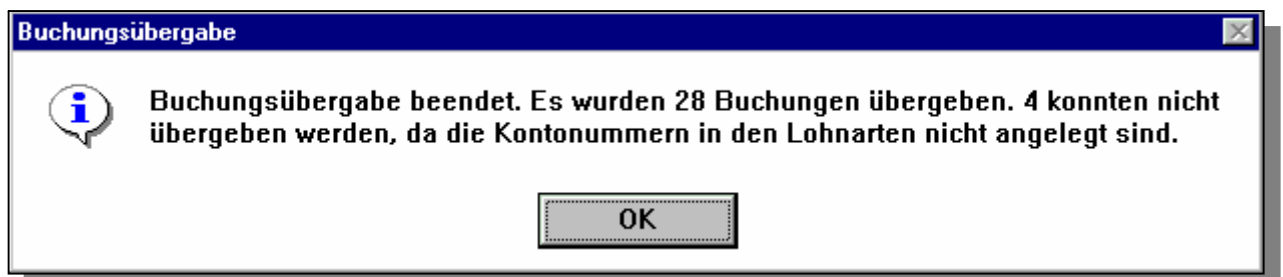 Buchungsübergabe
Buchungsübergabe beendet. Es wurden 28 Buchungen übergeben. 4 konnten nicht
übergeben werden, da die Kontonummern in den Lohnarten nicht angelegt sind.
OK